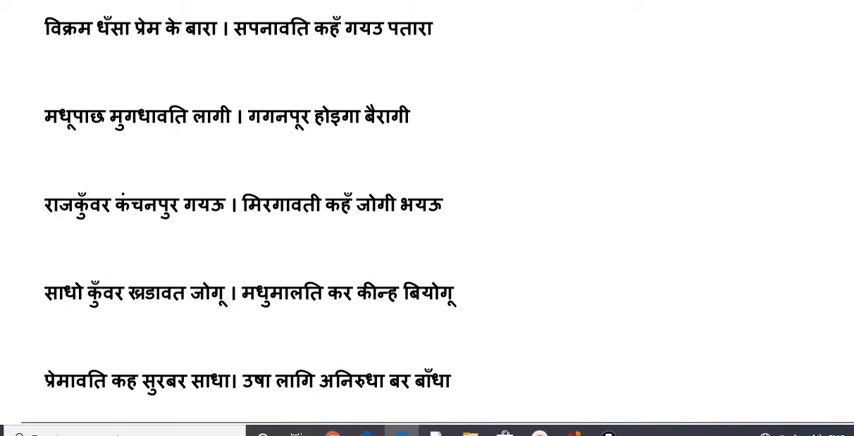 विक्रम धँसा प्रेम के बारा । सपनावति कहँ गयउ पतारा
मधूपाछ मुगधावति लागी । गगनपूर होइगा बैरागी
राजकुँवर कंचनपुर गयऊ । मिरगावती कहँ जोगी भयऊ
साधो कुँवर खडावत जोगू । मधुमालति कर कीन्ह बियोगू
प्रेमावति कह सुरबर साधा। उषा लागि अनिरुधा बर बाँधा